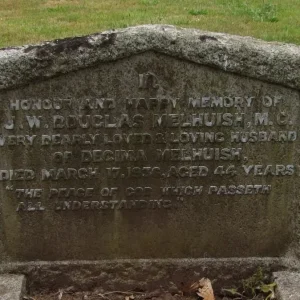 IN
HONOUR AND HAPPY MEMORY OF
J. W. DOUGLAS MELHUISH, M.C.
VERY DEARLY LOVED & LOVING HUSBAND
OF DECIMA MELHUISH,
DIED MARCH 17, 1930, AGED 44 YEARS
"THE PEACE OF GOD WHICH PASSETH
ALL UNDERSTANDING."